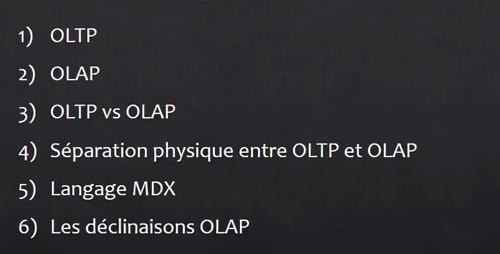 1) OLTP
2) OLAP
3) OLTP vs OLAP
4) Séparation physique entre OLTP et OLAP
5) Langage MDX
6) Les déclinaisons OLAP